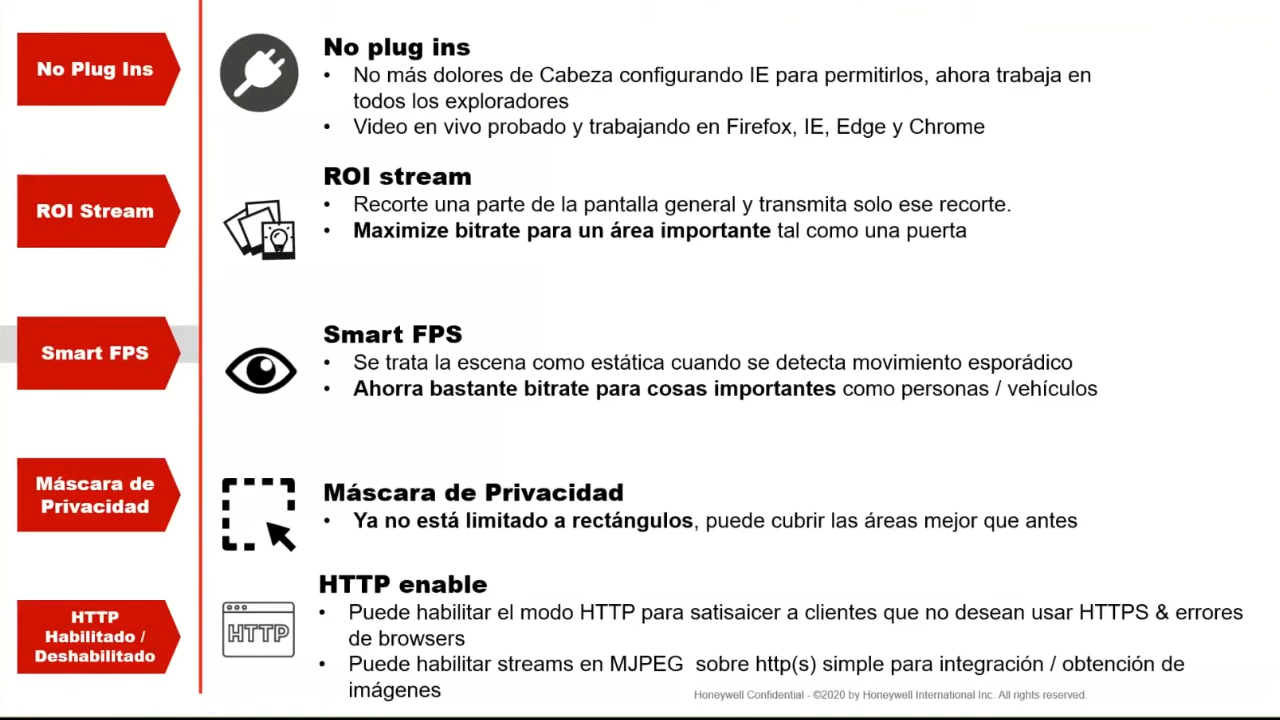 No Plug Ins
No plug ins
• No más dolores de Cabeza configurando IE para permitirlos, ahora trabaja en
todos los exploradores
• Video en vivo probado y trabajando en Firefox, IE, Edge y Chrome
ROI Stream
ROI stream
• Recorte una parte de la pantalla general y transmita solo ese recorte.
• Maximize bitrate para un área importante tal como una puerta
Smart FPS
Smart FPS
• Se trata la escena como estática cuando se detecta movimiento esporádico
• Ahorra bastante bitrate para cosas importantes como personas / vehículos
Máscara de
Privacidad
Máscara de Privacidad
• Ya no está limitado a rectángulos, puede cubrir las áreas mejor que antes
HTTP
Habilitado /
Deshabilitado
HTTP
HTTP enable
• Puede habilitar el modo HTTP para satisaicer a clientes que no desean usar HTTPS & errores
de browsers
• Puede habilitar streams en MJPEG sobre http(s) simple para integración / obtención de
imágenes
Honeywell Confidential - ©2020 by Honeywell International Inc. All rights reserved.